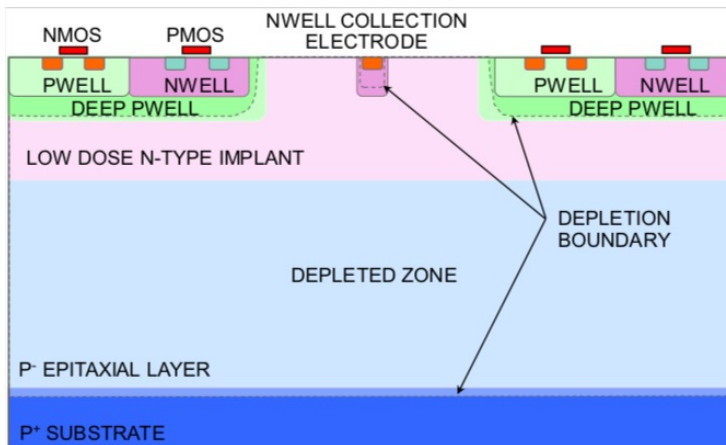 NWELL COLLECTION
ELECTRODE
NMOS
PMOS
PWELL
NWELL
DEEP PWELL
PWELL
NWELL
DEEP PWELL
LOW DOSE N-TYPE IMPLANT
DEPLETION
BOUNDARY
DEPLETED ZONE
P⁻ EPITAXIAL LAYER
P⁺ SUBSTRATE